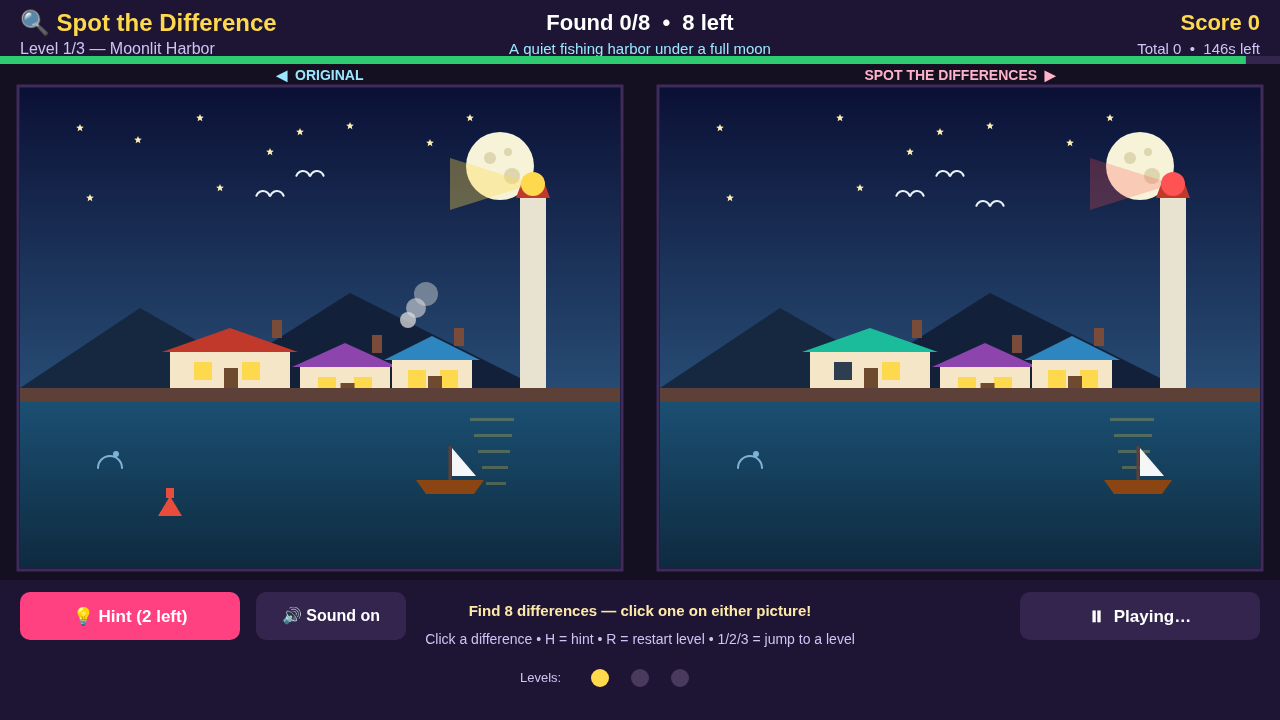 🔍 Spot the Difference
Found 0/8 • 8 left
Score 0
Level 1/3 — Moonlit Harbor
A quiet fishing harbor under a full moon
Total 0 • 146s left
◀ ORIGINAL
SPOT THE DIFFERENCES ▶
💡 Hint (2 left)
🔊 Sound on
Find 8 differences — click one on either picture!
Click a difference • H = hint • R = restart level • 1/2/3 = jump to a level
⏸ Playing…
Levels: